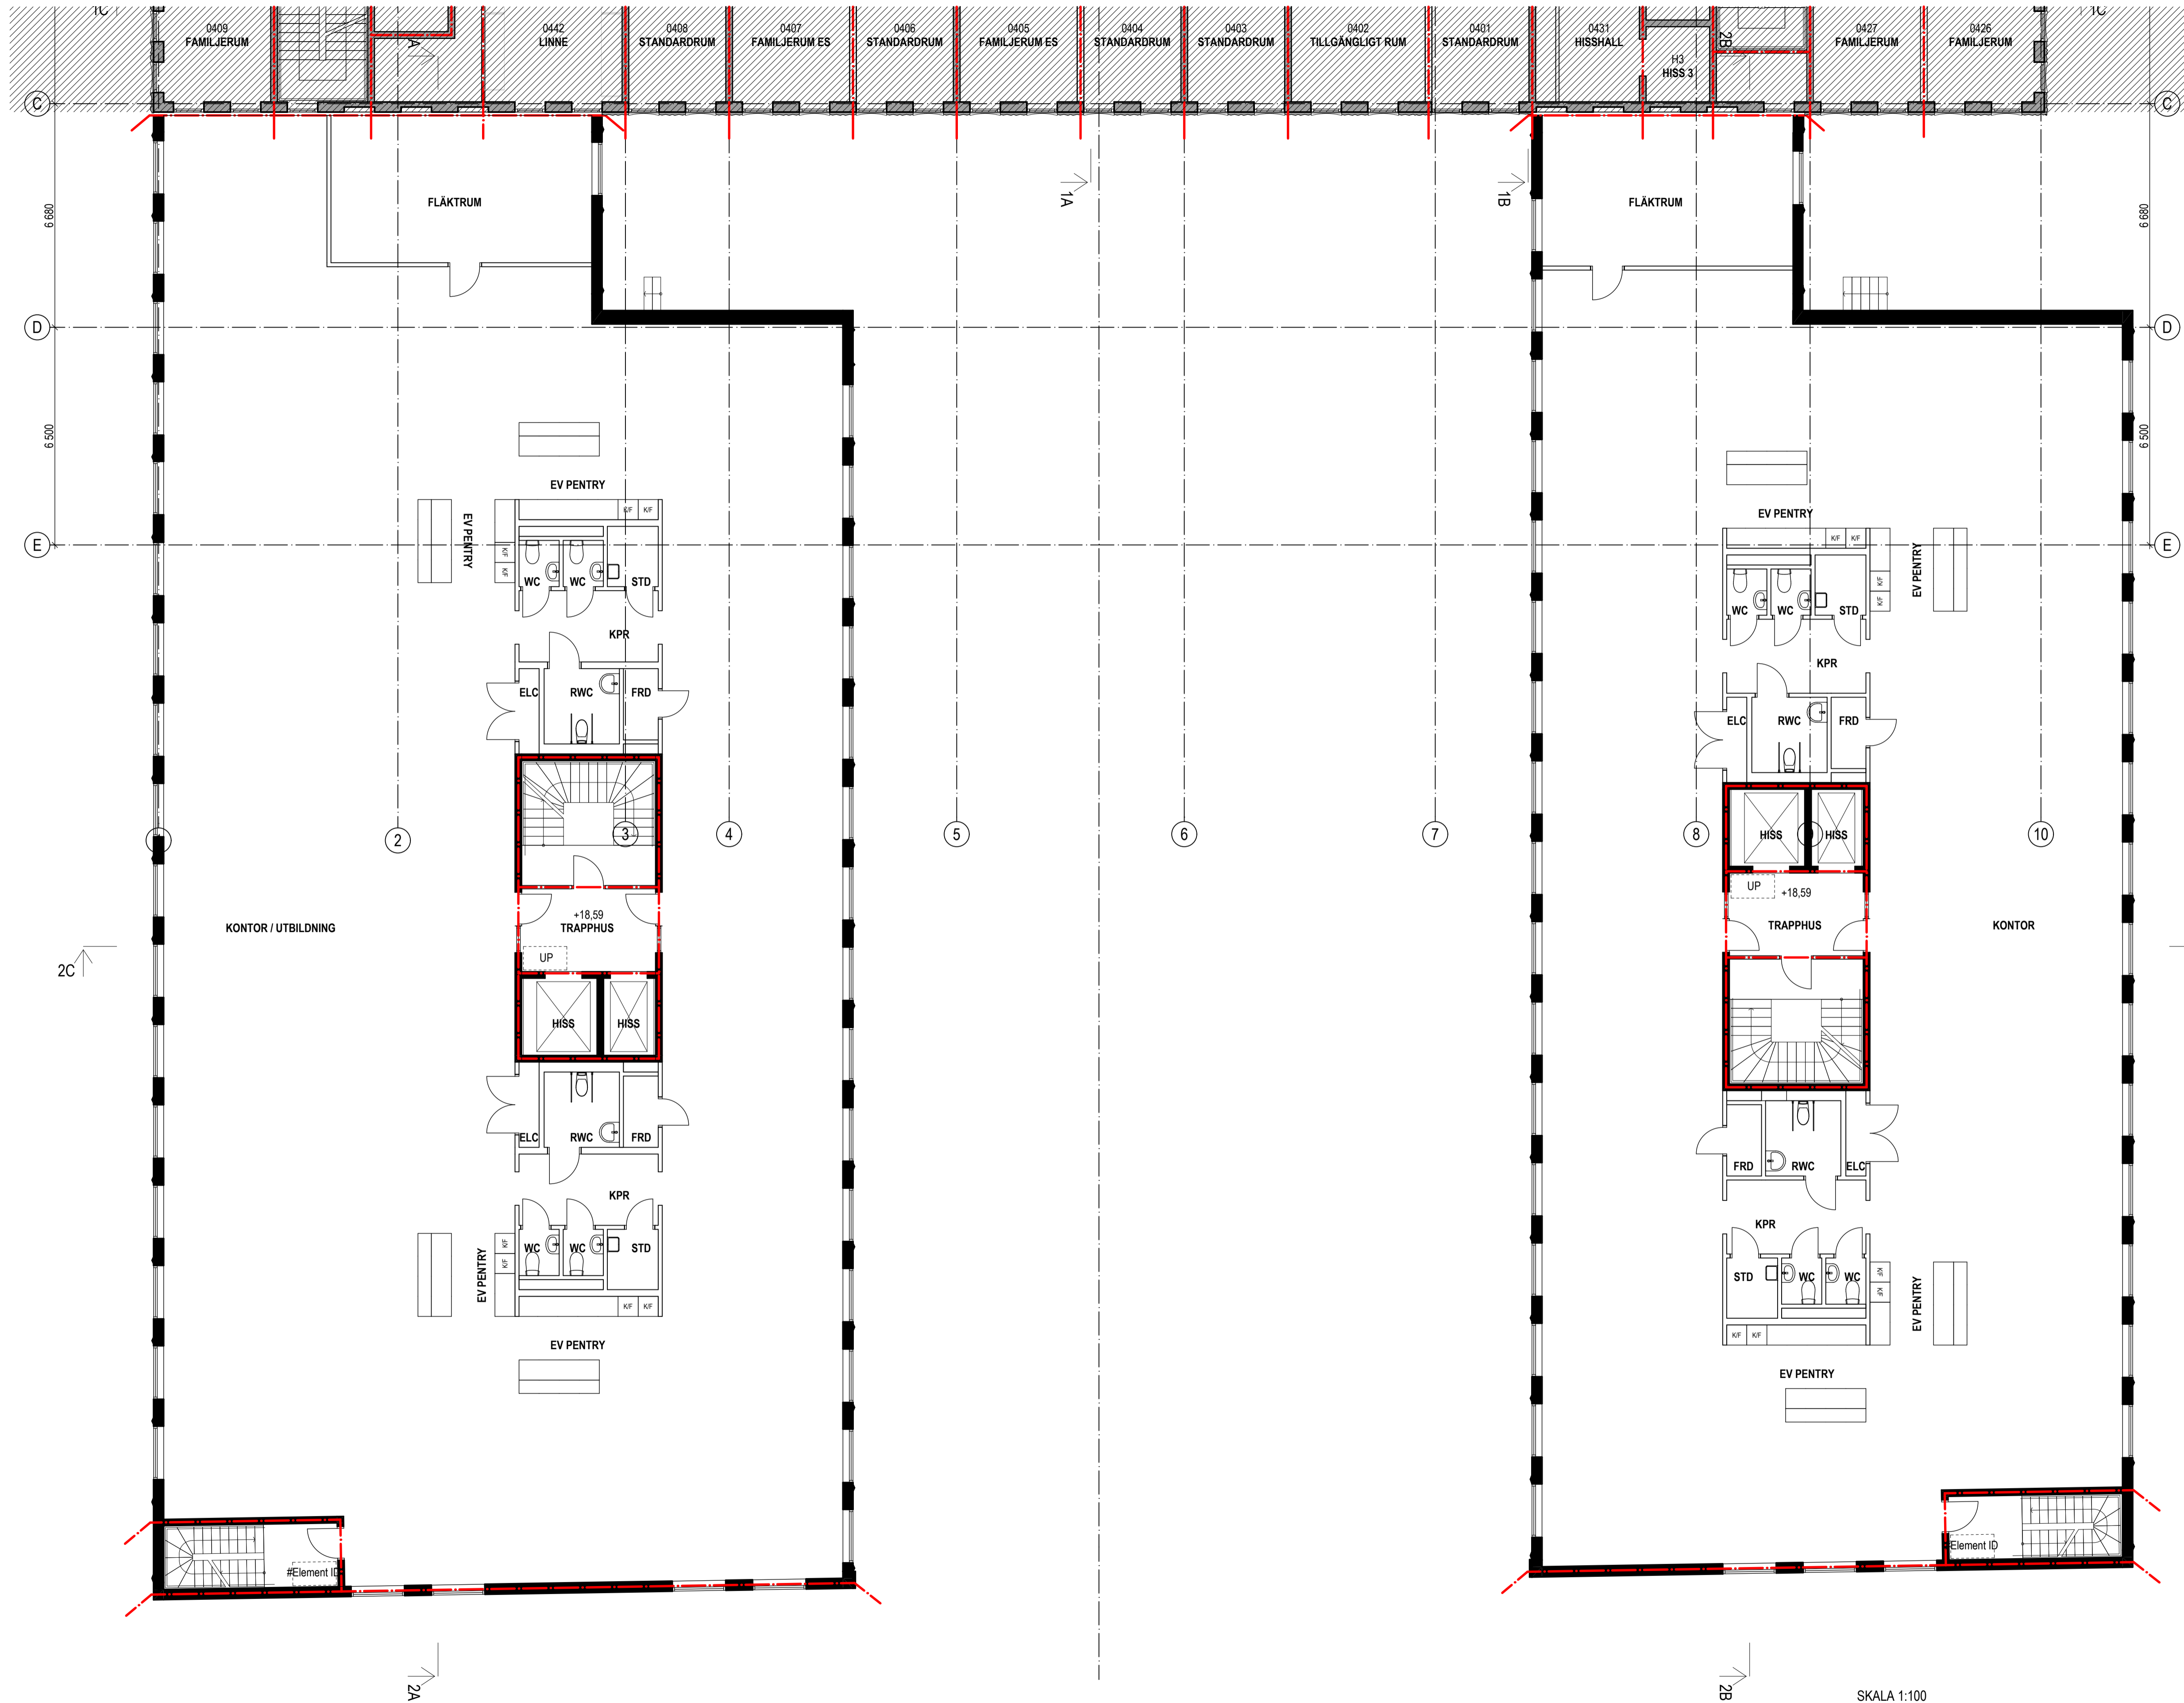 1C
1C
0409
FAMILJERUM
A
0442
LINNE
0408
STANDARDRUM
0407
FAMILJERUM ES
0406
STANDARDRUM
0405
FAMILJERUM ES
0404
STANDARDRUM
0403
STANDARDRUM
0402
TILLGÄNGLIGT RUM
0401
STANDARDRUM
0431
HISSHALL
H3
HISS 3
2B
0427
FAMILJERUM
0426
FAMILJERUM
C
C
1A
1B
FLÄKTRUM
FLÄKTRUM
6 680
6 680
D
D
6 500
6 500
EV PENTRY
EV PENTRY
K/F K/F
K/F
K/F
EV PENTRY
EV PENTRY
K/F K/F
K/F
K/F
E
E
WC WC STD
WC WC STD
KPR
KPR
ELC RWC FRD
ELC RWC FRD
2 3 4 5 6 7 8 10
HISS HISS
UP
+18,59
TRAPPHUS
KONTOR
KONTOR / UTBILDNING
+18,59
TRAPPHUS
UP
2C
HISS HISS
ELC RWC FRD
FRD RWC ELC
KPR
KPR
WC WC STD
STD WC WC
EV PENTRY
K/F
K/F
K/F K/F
EV PENTRY
K/F
K/F
EV PENTRY
K/F K/F
EV PENTRY
#Element ID
Element ID
2A
2B
SKALA 1:100